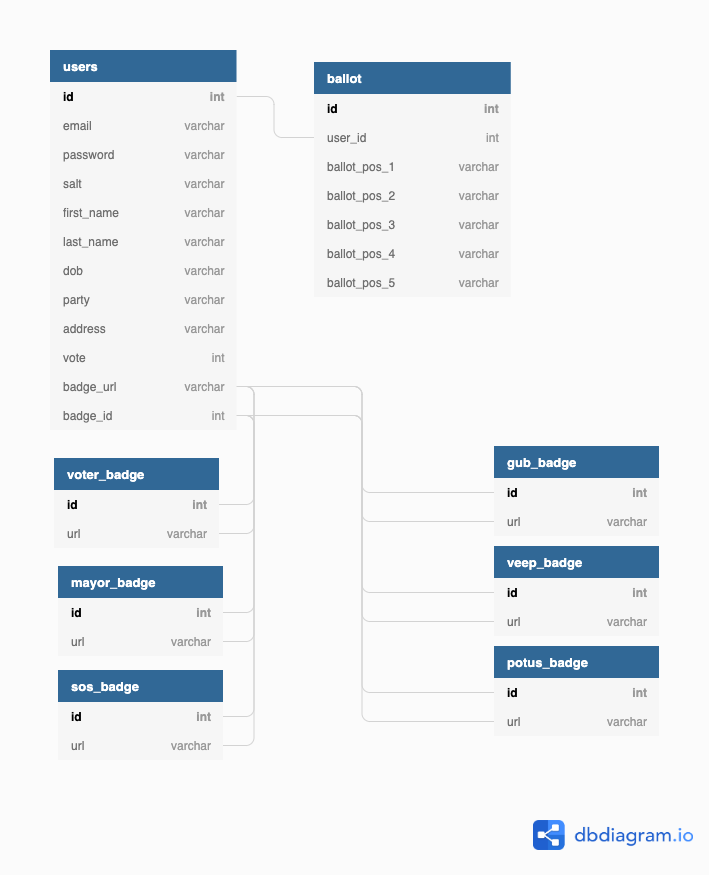 users
id int
email varchar
password varchar
salt varchar
first_name varchar
last_name varchar
dob varchar
party varchar
address varchar
vote int
badge_url varchar
badge_id int
ballot
id int
user_id int
ballot_pos_1 varchar
ballot_pos_2 varchar
ballot_pos_3 varchar
ballot_pos_4 varchar
ballot_pos_5 varchar
voter_badge
id int
url varchar
mayor_badge
id int
url varchar
sos_badge
id int
url varchar
gub_badge
id int
url varchar
veep_badge
id int
url varchar
potus_badge
id int
url varchar
dbdiagram.io